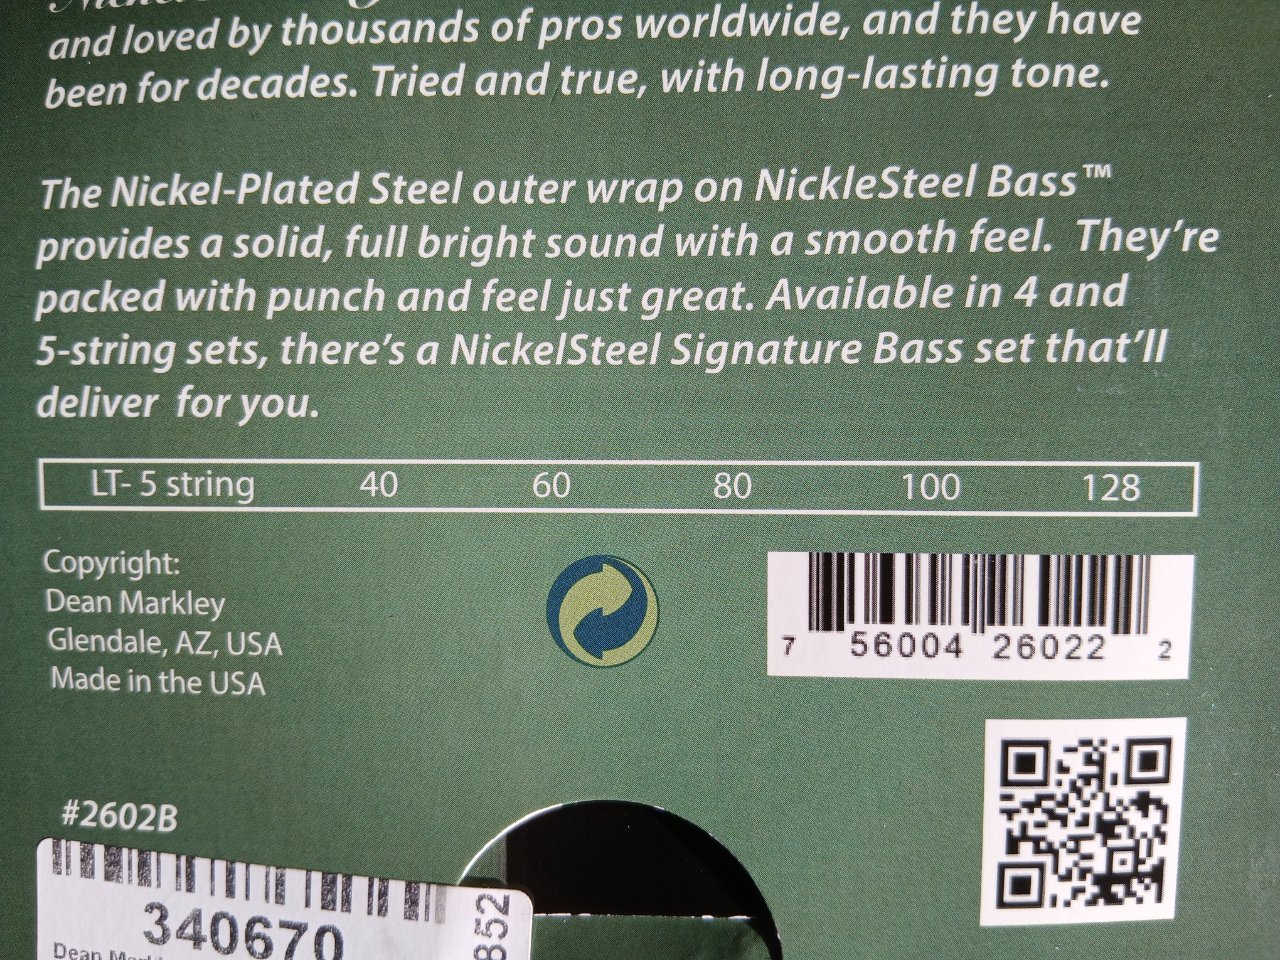 and loved by thousands of pros worldwide, and they have
been for decades. Tried and true, with long-lasting tone.
The Nickel-Plated Steel outer wrap on NickleSteel Bass™
provides a solid, full bright sound with a smooth feel. They're
packed with punch and feel just great. Available in 4 and
5-string sets, there's a NickelSteel Signature Bass set that'll
deliver for you.
LT- 5 string 40 60 80 100 128
Copyright:
Dean Markley
Glendale, AZ, USA
Made in the USA
7 56004 26022 2
#2602B
340670
852
Dean